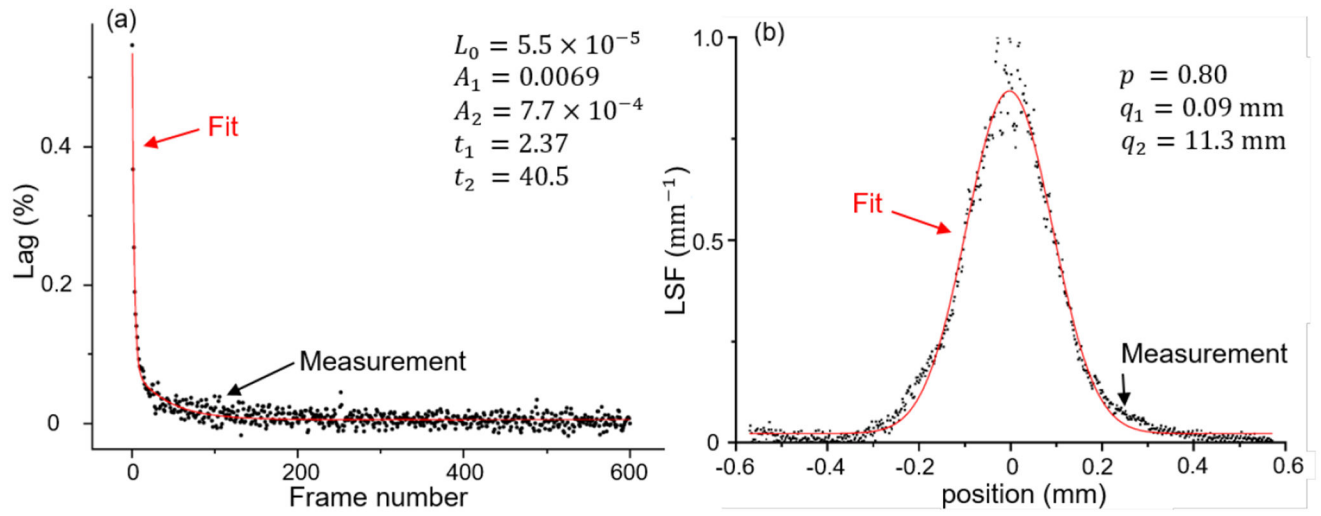 (a)
L₀ = 5.5 × 10⁻⁵
A₁ = 0.0069
A₂ = 7.7 × 10⁻⁴
t₁ = 2.37
t₂ = 40.5
Fit
Measurement
Lag (%)
0.4
0.2
0
0 200 400 600
Frame number
(b)
p = 0.80
q₁ = 0.09 mm
q₂ = 11.3 mm
Fit
Measurement
LSF (mm⁻¹)
1.0
0.5
0
-0.6 -0.4 -0.2 0 0.2 0.4 0.6
position (mm)